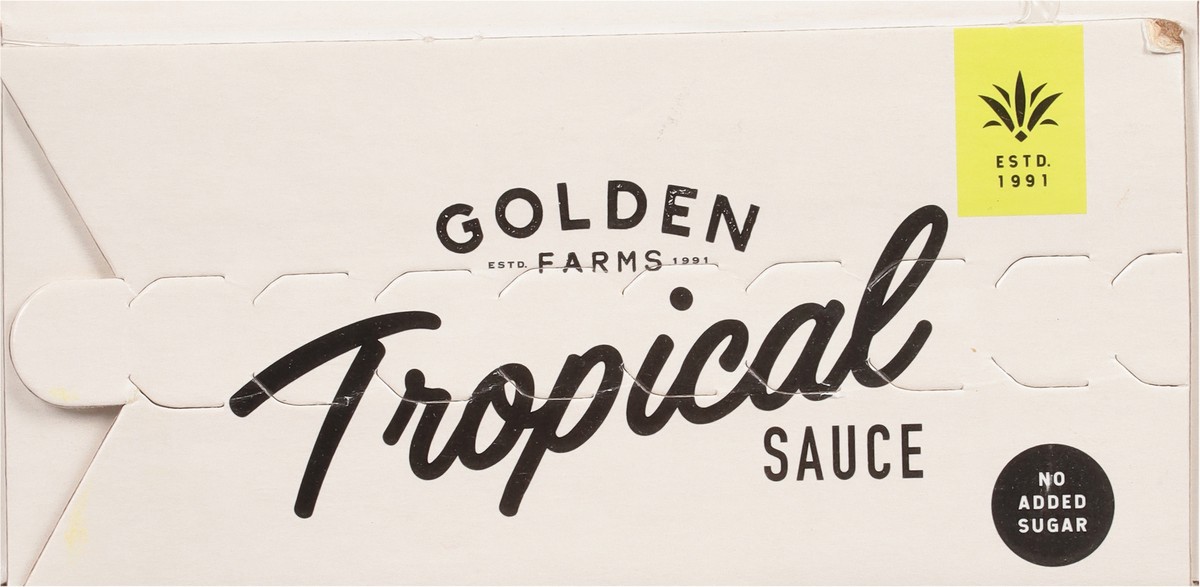 ESTD.
1991
GOLDEN
ESTD. FARMS 1991
Tropical
SAUCE
NO
ADDED
SUGAR